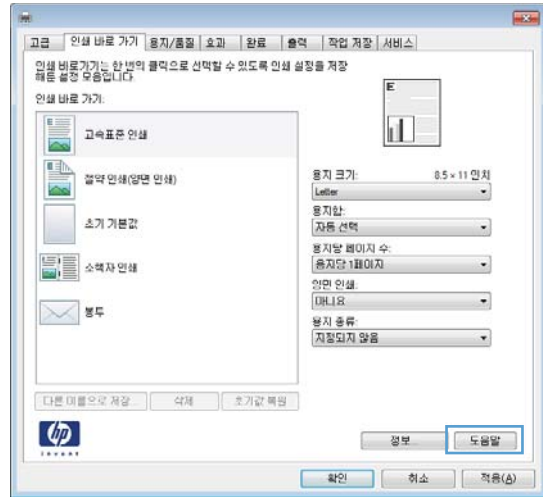 고급 인쇄 바로 가기 용지/품질 효과 완료 출력 작업 저장 서비스
인쇄 바로가기는 한 번의 클릭으로 선택할 수 있도록 인쇄 설정을 저장
해둔 설정 모음입니다.
인쇄 바로 가기:
E
고속표준 인쇄
절약 인쇄(양면 인쇄)
초기 기본값
소책자 인쇄
봉투
용지 크기: 8.5 × 11 인치
Letter
용지함:
자동 선택
용지당 페이지 수:
용지당 1페이지
양면 인쇄:
아니요
용지 종류:
지정되지 않음
다른 이름으로 저장... 삭제 초기값 복원
hp
invent
정보... 도움말
확인 취소 적용(A)